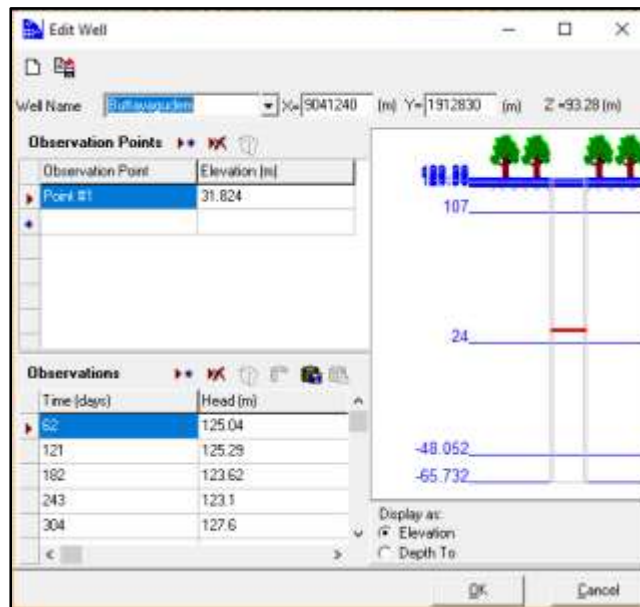 Edit Well
Well Name Buttayagudem X= 9041240 (m) Y= 1912830 (m) Z =93.28 (m)
Observation Points
Observation Point Elevation (m)
Point #1 31.824
107
24
-48.052
-65.732
Observations
Time (days) Head (m)
62 125.04
121 125.29
182 123.62
243 123.1
304 127.6
Display as:
Elevation
Depth To
OK Cancel